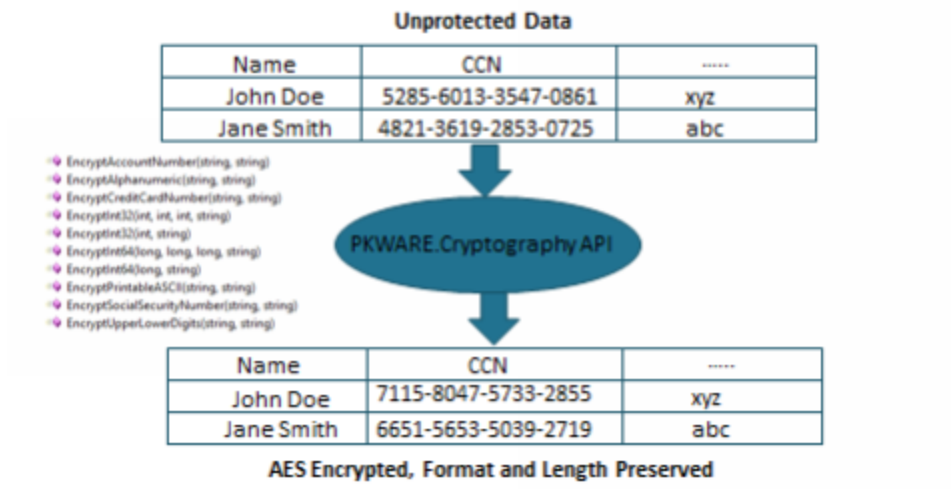 Unprotected Data
Name CCN -----
John Doe 5285-6013-3547-0861 xyz
Jane Smith 4821-3619-2853-0725 abc
EncryptAccountNumber(string, string)
EncryptAlphanumeric(string, string)
EncryptCreditCardNumber(string, string)
EncryptInt32(int, int, int, string)
EncryptInt32(int, string)
EncryptInt64(long, long, long, string)
EncryptInt64(long, string)
EncryptPrintableASCII(string, string)
EncryptSocialSecurityNumber(string, string)
EncryptUpperLowerDigits(string, string)
PKWARE.Cryptography API
Name CCN -----
John Doe 7115-8047-5733-2855 xyz
Jane Smith 6651-5653-5039-2719 abc
AES Encrypted, Format and Length Preserved